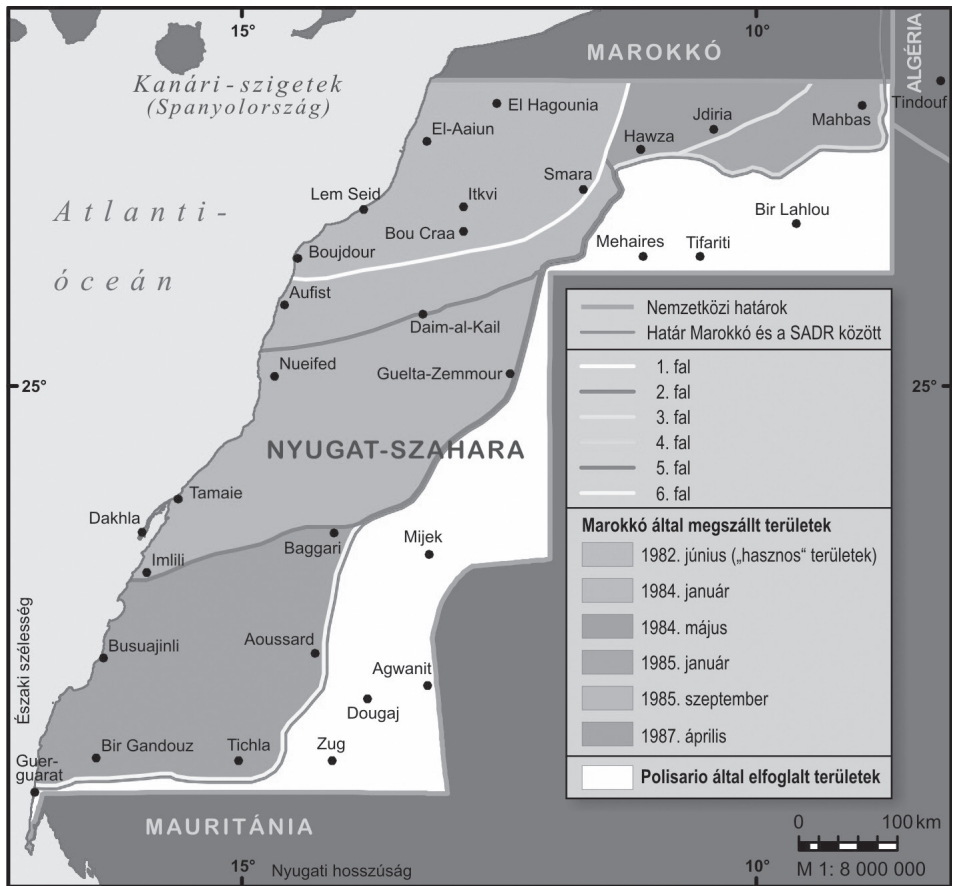 15°
10°
MAROKKÓ
ALGÉRIA
Kanári-szigetek
(Spanyolország)
Tindouf
El Hagounia
Jdiria
Mahbas
El-Aaiun
Hawza
Smara
Lem Seid
Itkvi
Atlanti-
óceán
Bou Craa
Bir Lahlou
Mehaires
Tifariti
Boujdour
Aufist
Daim-al-Kail
Nueifed
Guelta-Zemmour
25°
25°
NYUGAT-SZAHARA
Tamaie
Dakhla
Baggari
Mijek
Imlili
Északi szélesség
Busuajinli
Aoussard
Agwanit
Dougaj
Bir Gandouz
Tichla
Zug
Guer-
guarat
MAURITÁNIA
15°
Nyugati hosszúság
10°
Nemzetközi határok
Határ Marokkó és a SADR között
1. fal
2. fal
3. fal
4. fal
5. fal
6. fal
Marokkó által megszállt területek
1982. június („hasznos“ területek)
1984. január
1984. május
1985. január
1985. szeptember
1987. április
Polisario által elfoglalt területek
0 100 km
M 1: 8 000 000